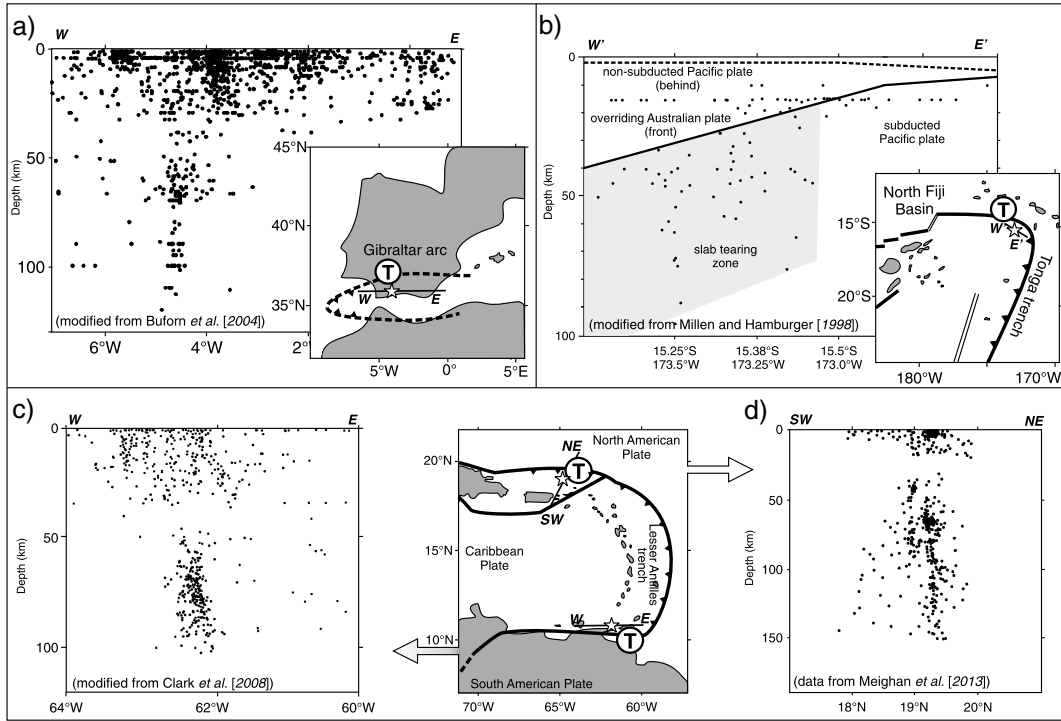 a)
W
E
0
50
100
Depth (km)
6°W
4°W
2°
(modified from Buforn et al. [2004])
45°N
40°N
35°N
Gibraltar arc
T
W
E
5°W
0°
5°E
b)
W'
E'
0
50
100
Depth (km)
non-subducted Pacific plate
(behind)
overriding Australian plate
(front)
subducted
Pacific plate
slab tearing
zone
(modified from Millen and Hamburger [1998])
15.25°S
173.5°W
15.38°S
173.25°W
15.5°S
173.0°W
North Fiji
Basin
T
W'
E'
15°S
20°S
Tonga trench
180°W
170°W
c)
W
E
0
50
100
Depth (km)
(modified from Clark et al. [2008])
64°W
62°W
60°W
North American
Plate
NE
T
SW
20°N
15°N
10°N
Caribbean
Plate
Lesser Antilles
trench
W
E
T
South American Plate
70°W
65°W
60°W
d)
SW
NE
0
50
100
150
Depth (km)
(data from Meighan et al. [2013])
18°N
19°N
20°N